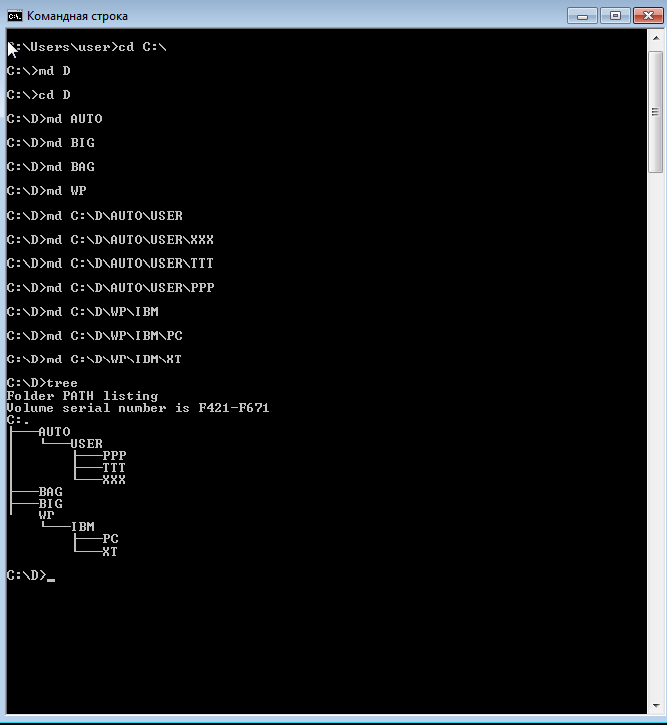 Командная строка
C:\Users\user>cd C:\
C:\>md D
C:\>cd D
C:\D>md AUTO
C:\D>md BIG
C:\D>md BAG
C:\D>md WP
C:\D>md C:\D\AUTO\USER
C:\D>md C:\D\AUTO\USER\XXX
C:\D>md C:\D\AUTO\USER\TTT
C:\D>md C:\D\AUTO\USER\PPP
C:\D>md C:\D\WP\IBM
C:\D>md C:\D\WP\IBM\PC
C:\D>md C:\D\WP\IBM\XT
C:\D>tree
Folder PATH listing
Volume serial number is F421-F671
C:.
├───AUTO
│   └───USER
│       ├───PPP
│       ├───TTT
│       └───XXX
├───BAG
├───BIG
└───WP
    └───IBM
        ├───PC
        └───XT
C:\D>_